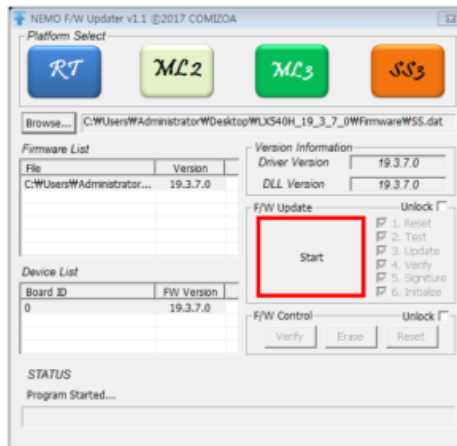 NEMO F/W Updater v1.1 ©2017 COMIZOA
Platform Select
RT
ML2
ML3
SS3
Browse...
C:₩Users₩Administrator₩Desktop₩LX540H_19_3_7_0₩Firmware₩SS.dat
Firmware List
File Version
C:₩Users₩Administrator... 19.3.7.0
Version Information
Driver Version 19.3.7.0
DLL Version 19.3.7.0
F/W Update Unlock
Start
1. Reset
2. Test
3. Update
4. Verify
5. Signiture
6. Initialize
Device List
Board ID FW Version
0 19.3.7.0
F/W Control Unlock
Verify Erase Reset
STATUS
Program Started...